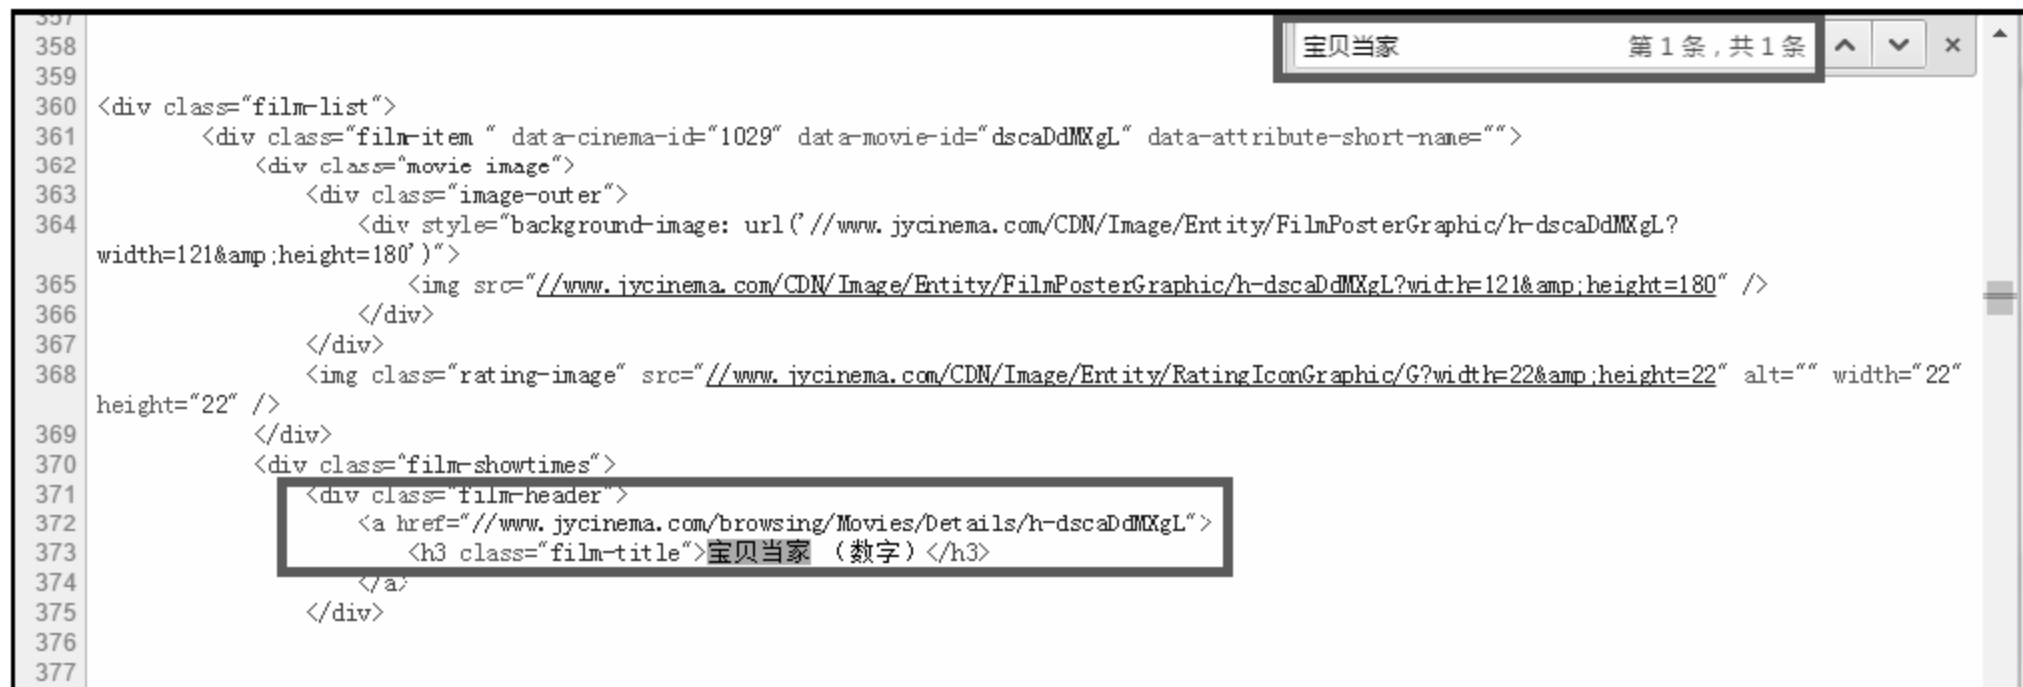 357
宝贝当家 第 1 条，共 1 条
358
359
360 <div class="film-list">
361 <div class="film-item " data-cinema-id="1029" data-movie-id="dscaDdMXgL" data-attribute-short-name="">
362 <div class="movie image">
363 <div class="image-outer">
364 <div style="background-image: url('//www.jycinema.com/CDN/Image/Entity/FilmPosterGraphic/h-dscaDdMXgL?
width=121&amp;height=180')">
365 <img src="//www.jycinema.com/CDN/Image/Entity/FilmPosterGraphic/h-dscaDdMXgL?width=121&amp;height=180" />
366 </div>
367 </div>
368 <img class="rating-image" src="//www.jycinema.com/CDN/Image/Entity/RatingIconGraphic/G?width=22&amp;height=22" alt="" width="22"
height="22" />
369 </div>
370 <div class="film-showtimes">
371 <div class="film-header">
372 <a href="//www.jycinema.com/browsing/Movies/Details/h-dscaDdMXgL">
373 <h3 class="film-title">宝贝当家 （数字）</h3>
374 </a>
375 </div>
376
377